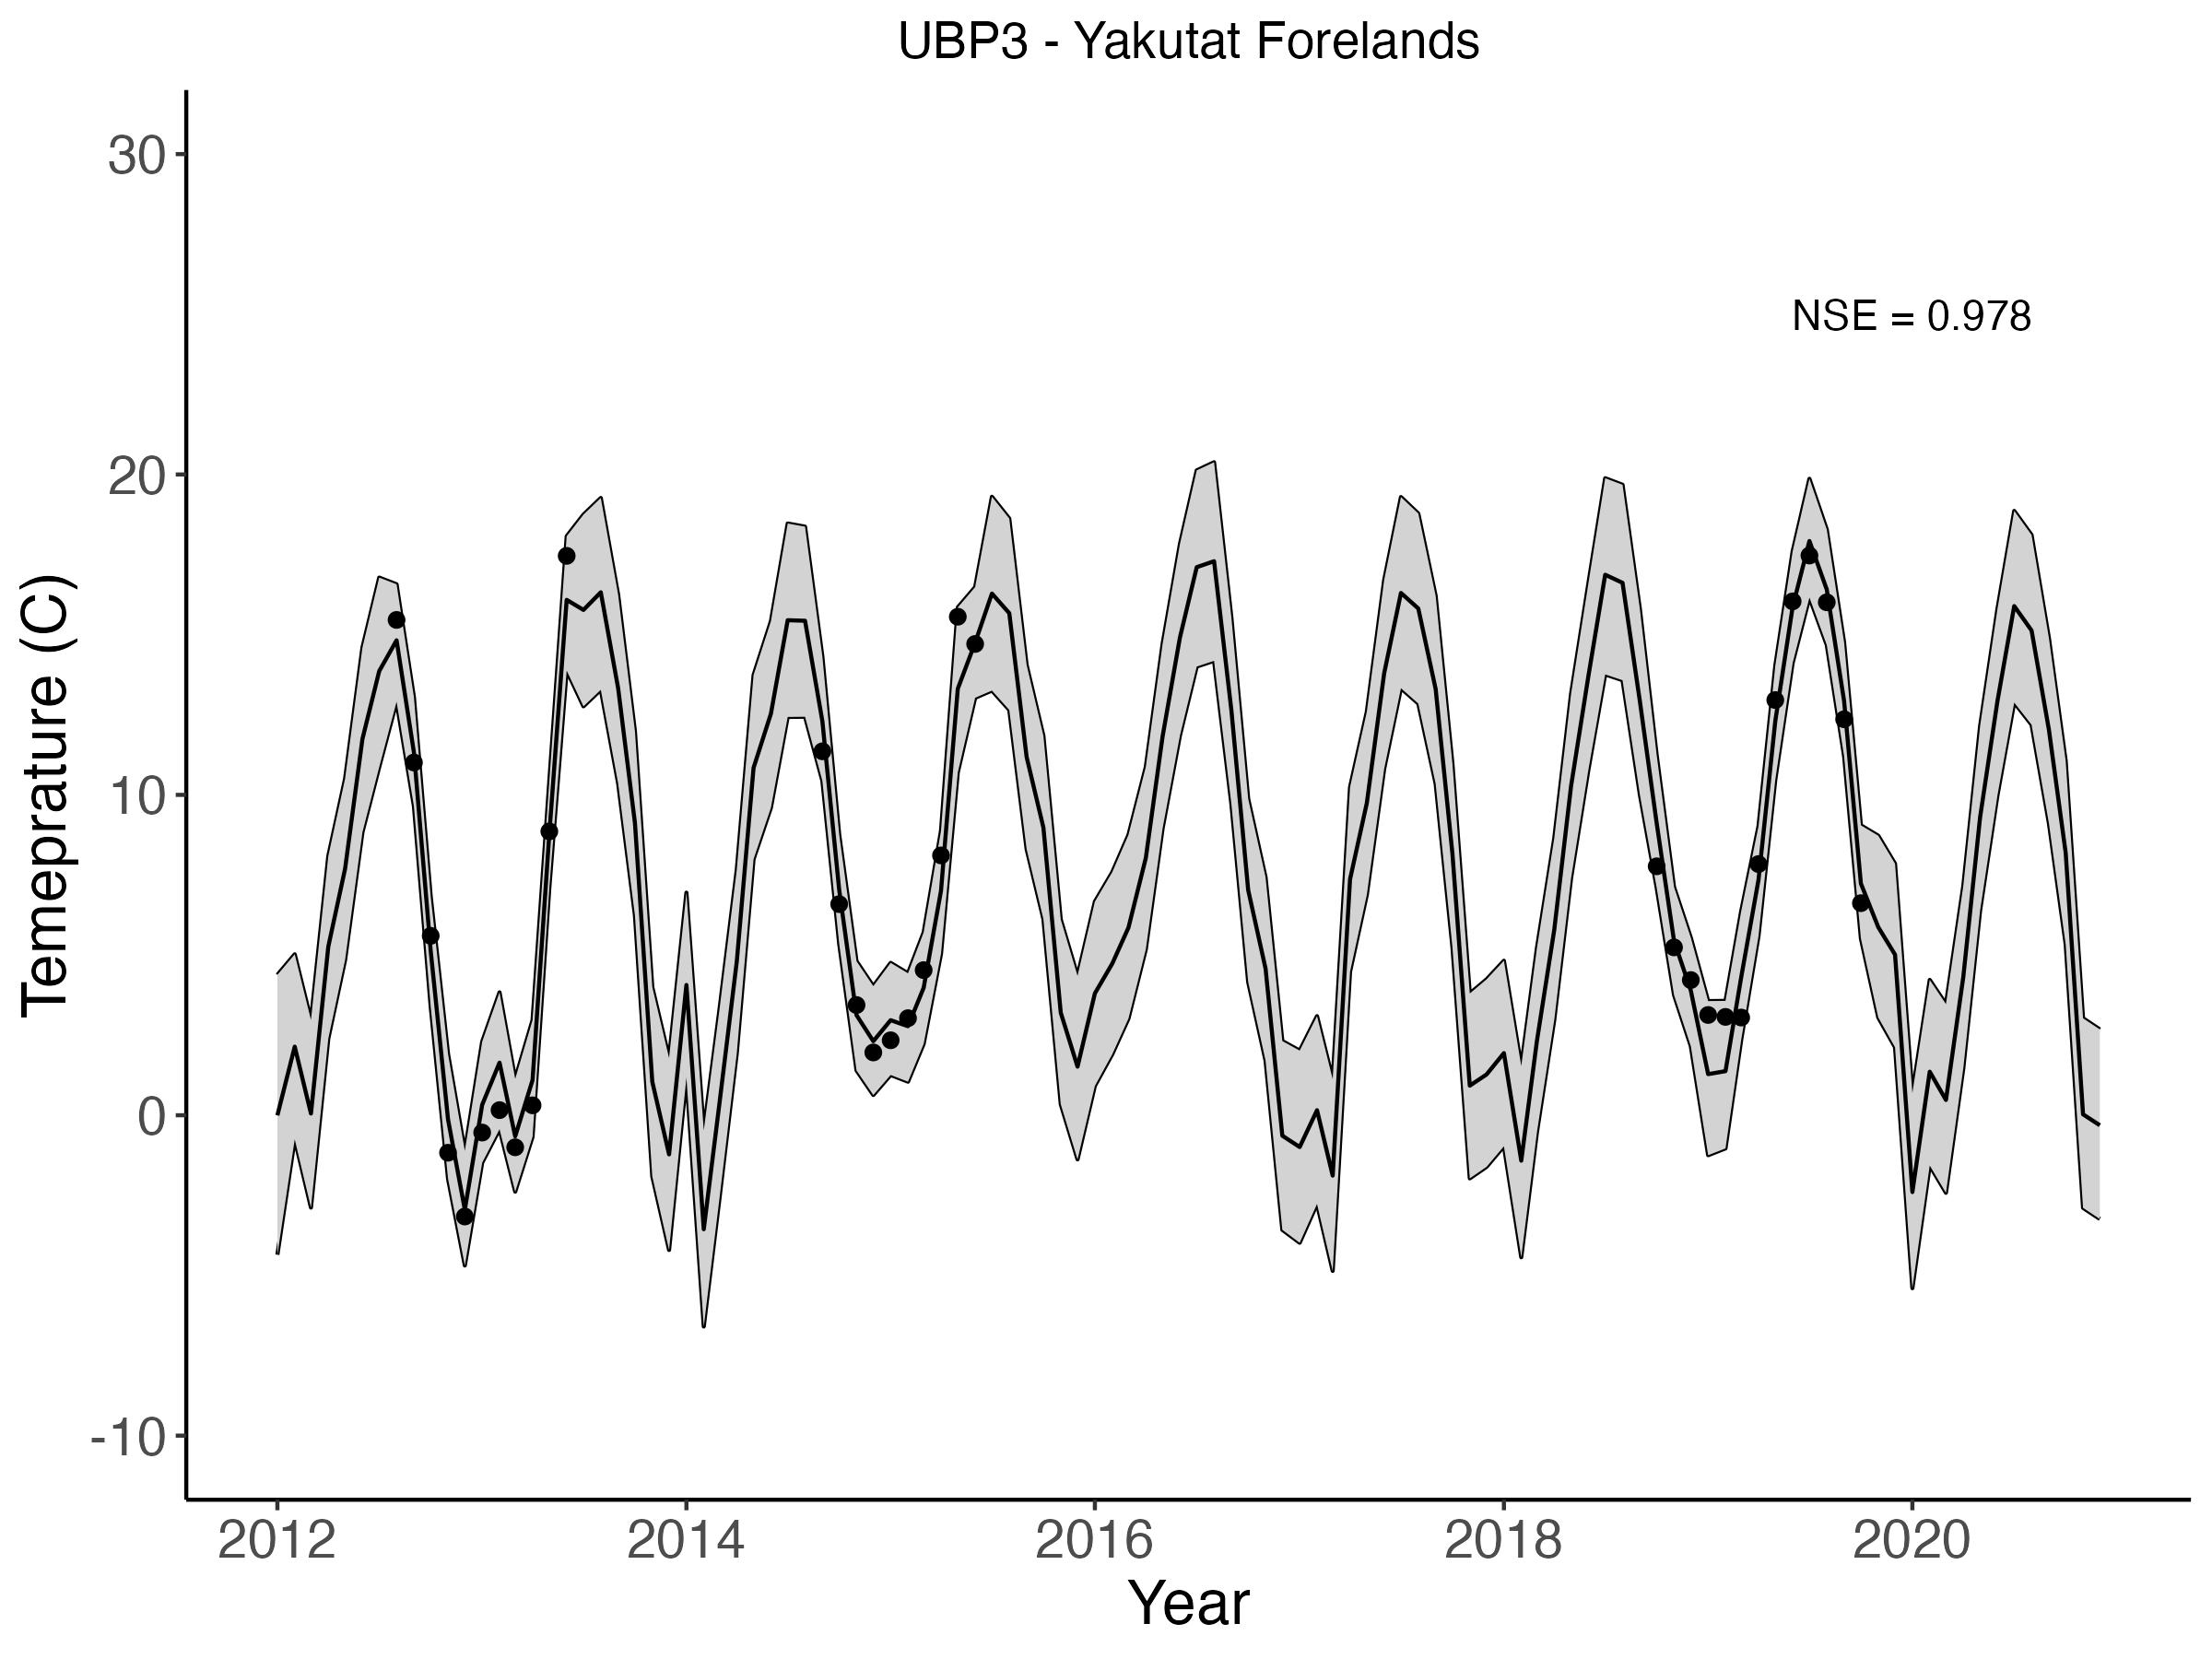 UBP3 - Yakutat Forelands
30
20
10
0
-10
Temeprature (C)
NSE = 0.978
2012 2014 2016 2018 2020
Year